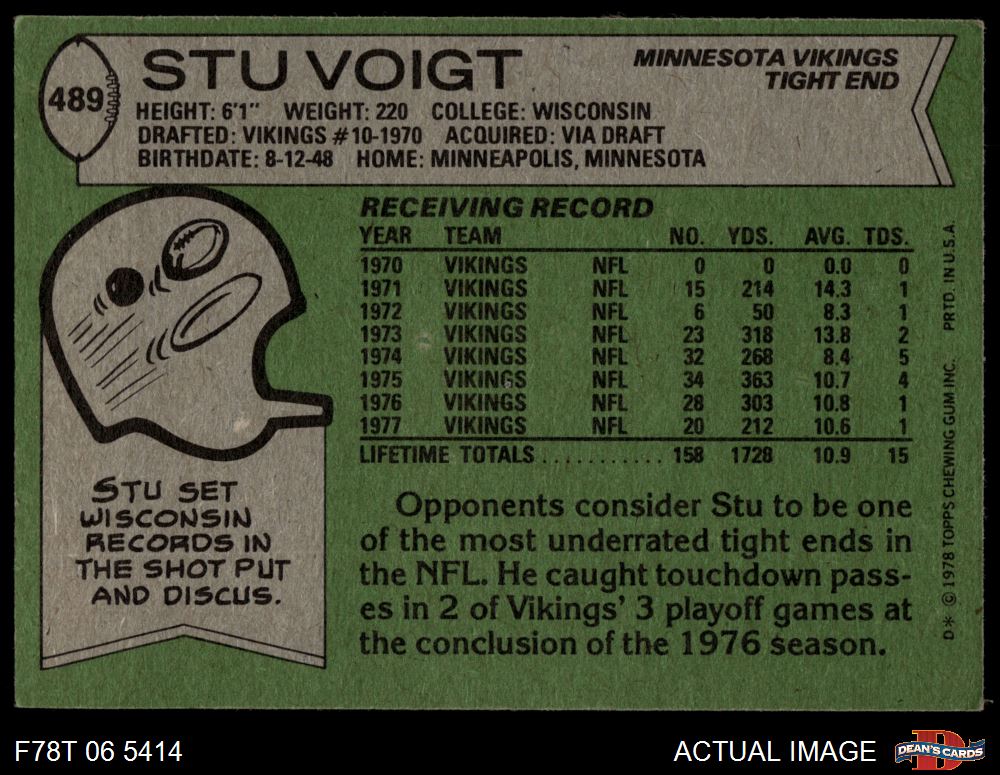 489
STU VOIGT
MINNESOTA VIKINGS
TIGHT END
HEIGHT: 6'1" WEIGHT: 220 COLLEGE: WISCONSIN
DRAFTED: VIKINGS #10-1970 ACQUIRED: VIA DRAFT
BIRTHDATE: 8-12-48 HOME: MINNEAPOLIS, MINNESOTA
RECEIVING RECORD
YEAR TEAM NO. YDS. AVG. TDS.
1970 VIKINGS NFL 0 0 0.0 0
1971 VIKINGS NFL 15 214 14.3 1
1972 VIKINGS NFL 6 50 8.3 1
1973 VIKINGS NFL 23 318 13.8 2
1974 VIKINGS NFL 32 268 8.4 5
1975 VIKINGS NFL 34 363 10.7 4
1976 VIKINGS NFL 28 303 10.8 1
1977 VIKINGS NFL 20 212 10.6 1
LIFETIME TOTALS............ 158 1728 10.9 15
STU SET
WISCONSIN
RECORDS IN
THE SHOT PUT
AND DISCUS.
Opponents consider Stu to be one
of the most underrated tight ends in
the NFL. He caught touchdown pass-
es in 2 of Vikings' 3 playoff games at
the conclusion of the 1976 season.
D* © 1978 TOPPS CHEWING GUM INC. PRTD. IN U.S.A.
F78T 06 5414
ACTUAL IMAGE
DEAN'S CARDS